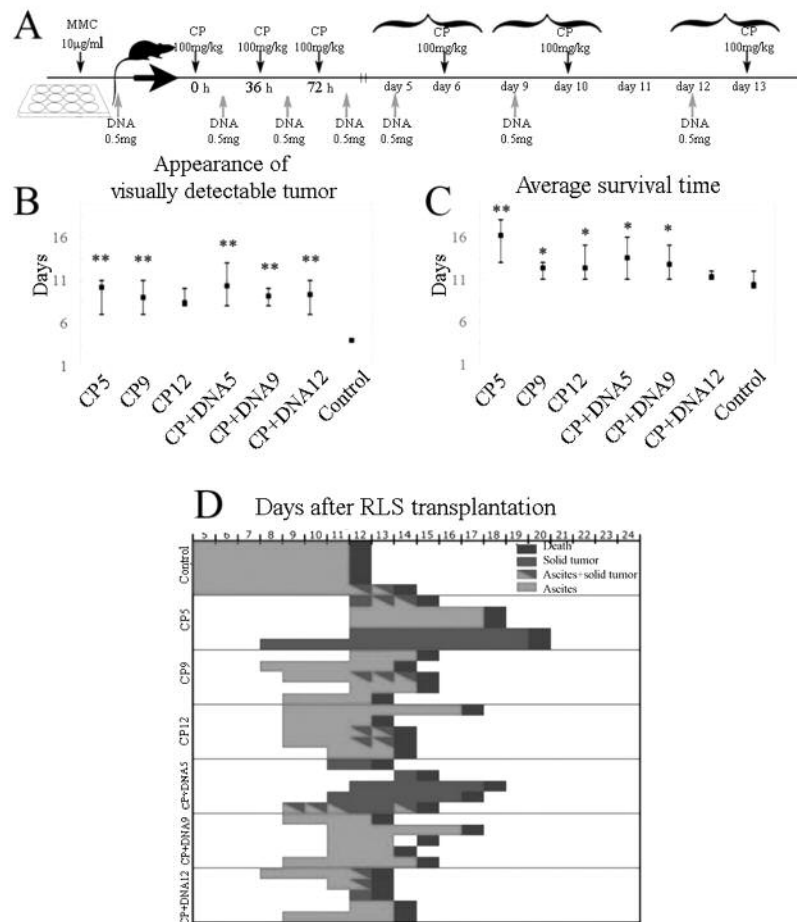 A
MMC
10μg/ml
CP
100mg/kg
CP
100mg/kg
CP
100mg/kg
CP
100mg/kg
CP
100mg/kg
CP
100mg/kg
0 h
36 h
72 h
day 5
day 6
day 9
day 10
day 11
day 12
day 13
DNA
0.5mg
DNA
0.5mg
DNA
0.5mg
DNA
0.5mg
DNA
0.5mg
DNA
0.5mg
DNA
0.5mg
B
Appearance of
visually detectable tumor
Days
16
11
6
1
**
**
**
**
**
CP5
CP9
CP12
CP+DNA5
CP+DNA9
CP+DNA12
Control
C
Average survival time
16
11
6
1
**
*
*
*
*
CP5
CP9
CP12
CP+DNA5
CP+DNA9
CP+DNA12
Control
D
Days after RLS transplantation
5 6 7 8 9 10 11 12 13 14 15 16 17 18 19 20 21 22 23 24
Death
Solid tumor
Ascites+solid tumor
Ascites
Control
CP5
CP9
CP12
CP+DNA5
CP+DNA9
CP+DNA12